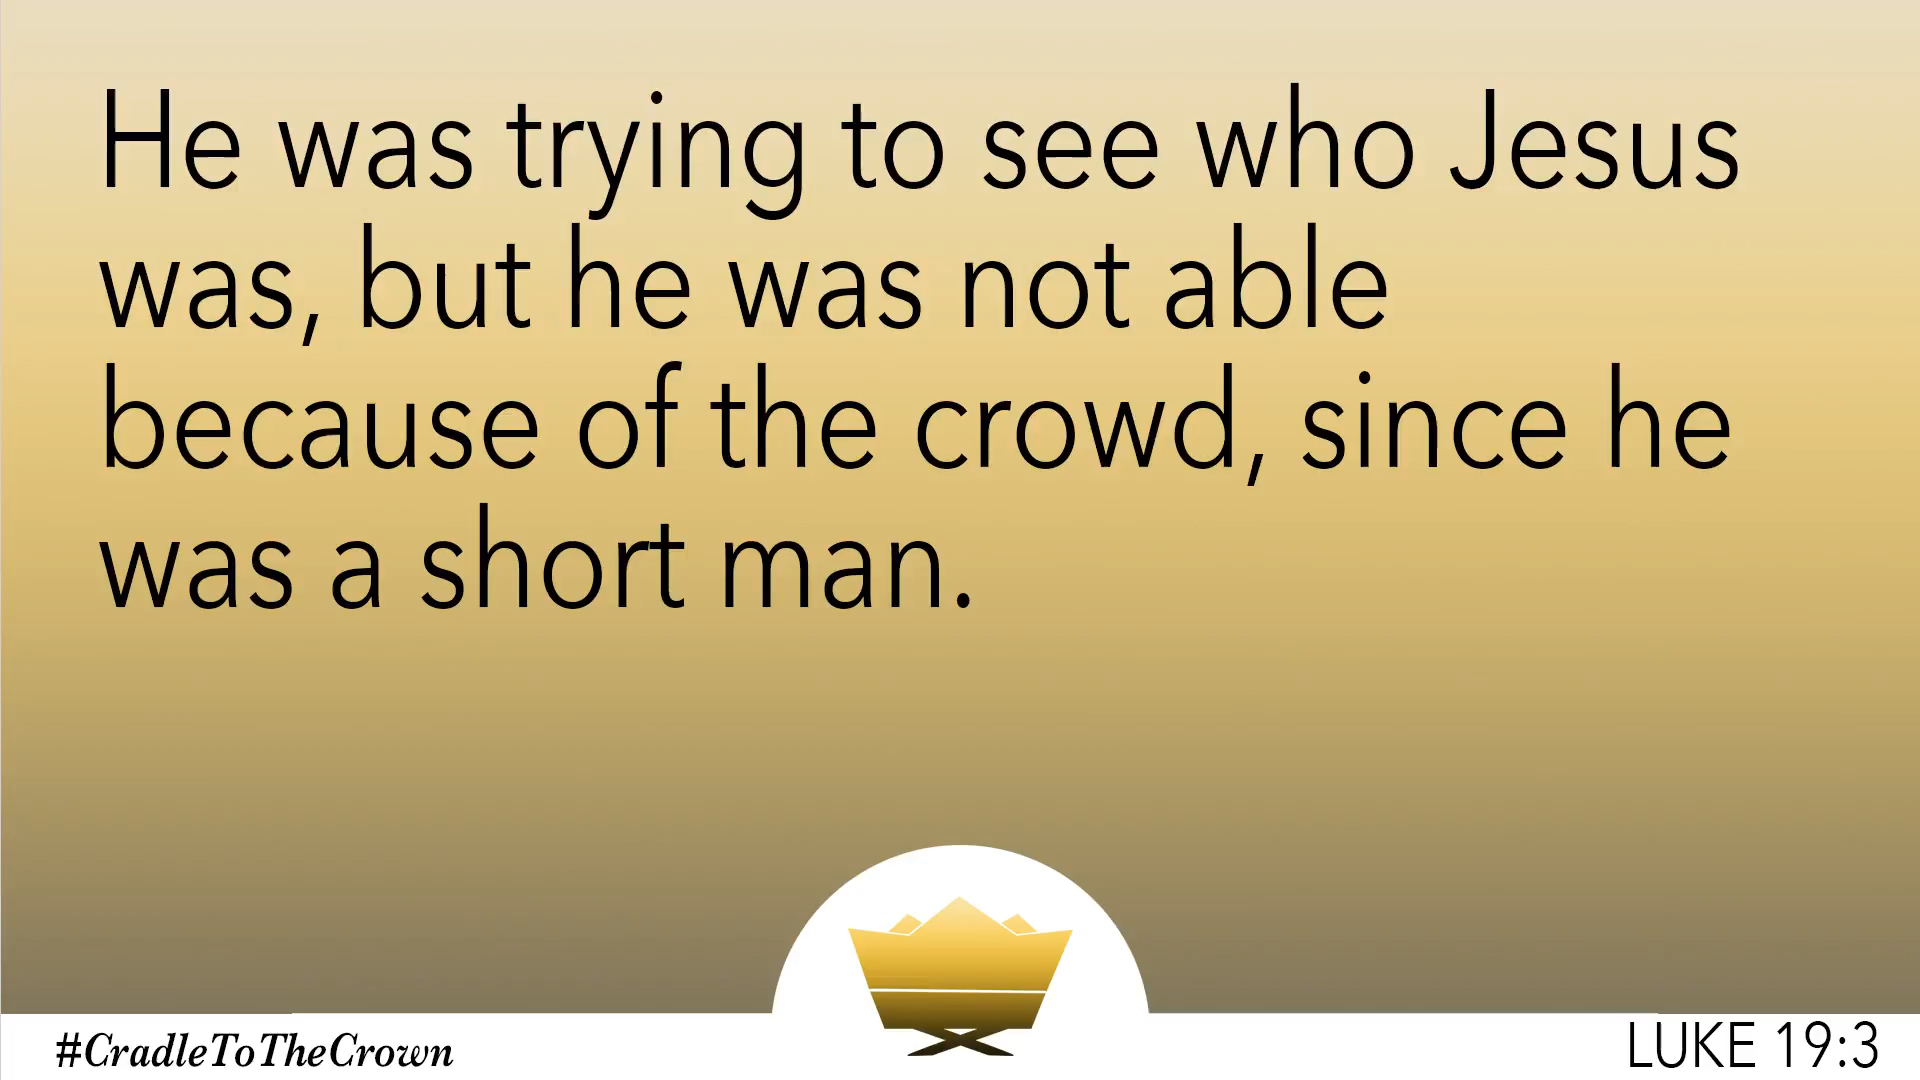 He was trying to see who Jesus
was, but he was not able
because of the crowd, since he
was a short man.
#CradleToTheCrown
LUKE 19:3